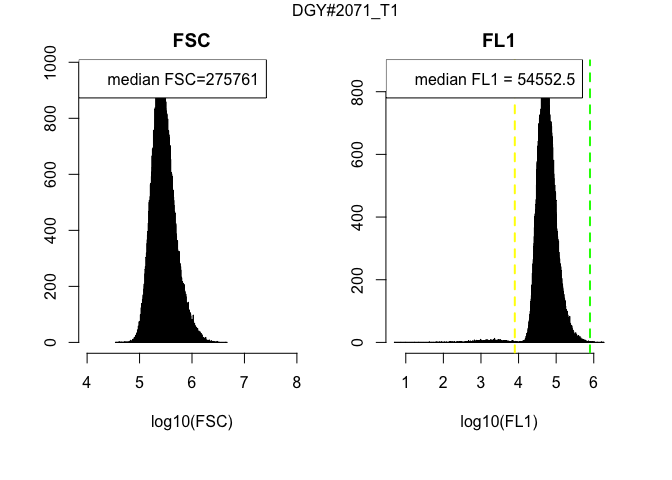 DGY#2071_T1
FSC
median FSC=275761
0
200
400
600
800
1000
4 5 6 7 8
log10(FSC)
FL1
median FL1 = 54552.5
0
200
400
600
800
1 2 3 4 5 6
log10(FL1)